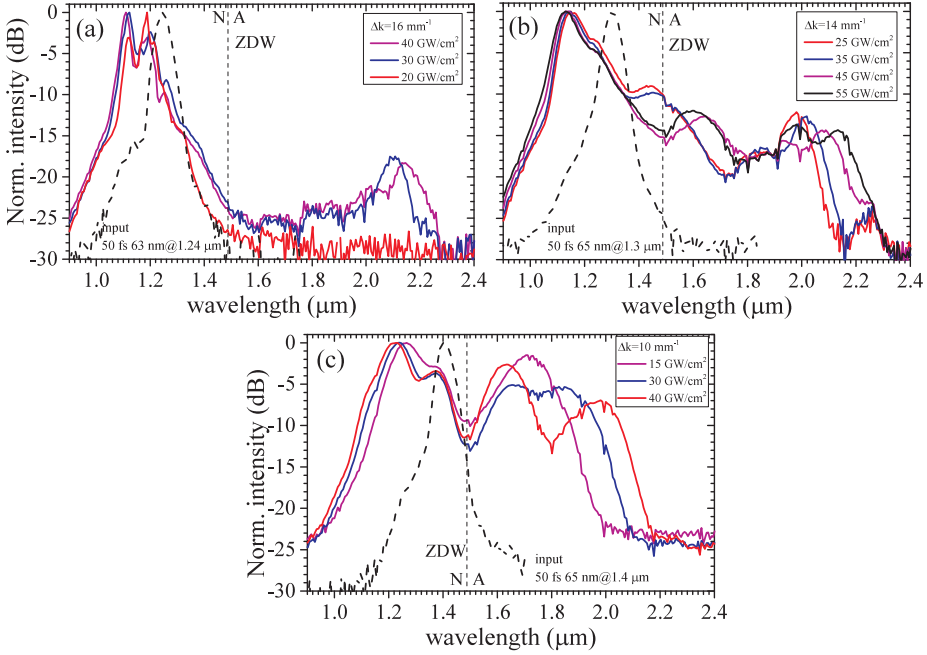 (a)
N A
ZDW
Δk=16 mm⁻¹
40 GW/cm²
30 GW/cm²
20 GW/cm²
input
50 fs 63 nm@1.24 μm
Norm. intensity (dB)
0
-5
-10
-15
-20
-25
-30
1.0 1.2 1.4 1.6 1.8 2.0 2.2 2.4
wavelength (μm)
(b)
N A
ZDW
Δk=14 mm⁻¹
25 GW/cm²
35 GW/cm²
45 GW/cm²
55 GW/cm²
input
50 fs 65 nm@1.3 μm
0
-5
-10
-15
-20
-25
-30
1.0 1.2 1.4 1.6 1.8 2.0 2.2 2.4
wavelength (μm)
(c)
Δk=10 mm⁻¹
15 GW/cm²
30 GW/cm²
40 GW/cm²
ZDW
N A
input
50 fs 65 nm@1.4 μm
Norm. intensity (dB)
0
-5
-10
-15
-20
-25
-30
1.0 1.2 1.4 1.6 1.8 2.0 2.2 2.4
wavelength (μm)